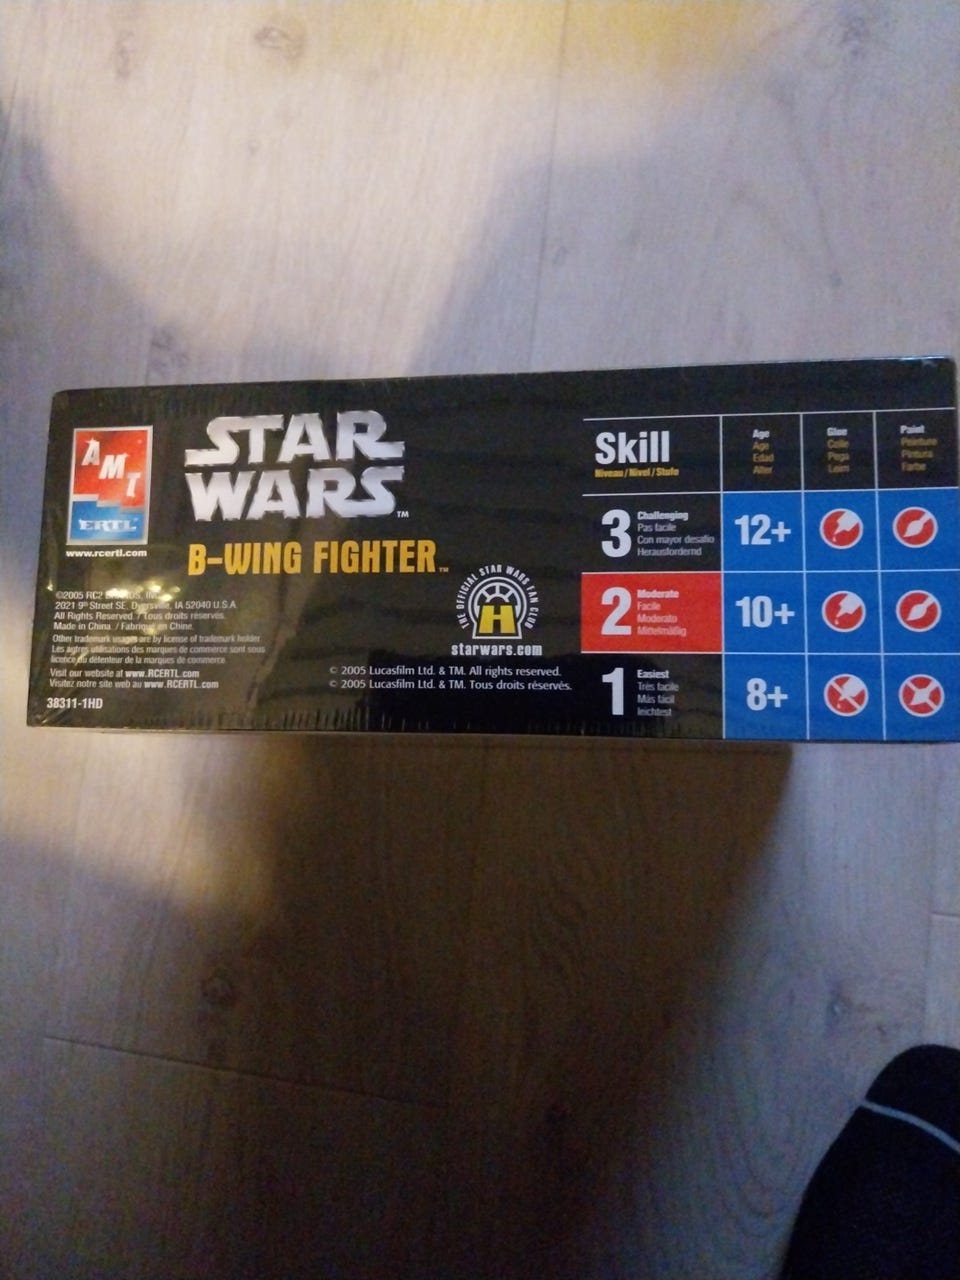 AMT
ERTL
www.rcertl.com
STAR
WARS™
B-WING FIGHTER™
©2005 RC2 BRANDS, INC.
2021 9th Street SE, Dyersville, IA 52040 U.S.A.
All Rights Reserved. / Tous droits réservés.
Made in China. / Fabriqué en Chine.
Other trademark usages are by license of trademark holder.
Les autres utilisations des marques de commerce sont sous
licence du détenteur de la marques de commerce.
Visit our website at www.RCERTL.com
Visitez notre site web au www.RCERTL.com
38311-1HD
THE OFFICIAL STAR WARS FAN CLUB
H
starwars.com
© 2005 Lucasfilm Ltd. & TM. All rights reserved.
© 2005 Lucasfilm Ltd. & TM. Tous droits réservés.
Skill
Niveau / Nivel / Stufe
Age
Age
Edad
Alter
Glue
Colle
Pega
Leim
Paint
Peinture
Pintura
Farbe
3
Challenging
Pas facile
Con mayor desafio
Herausfordernd
12+
2
Moderate
Facile
Moderato
Mittelmäßig
10+
1
Easiest
Très facile
Más fácil
leichtest
8+